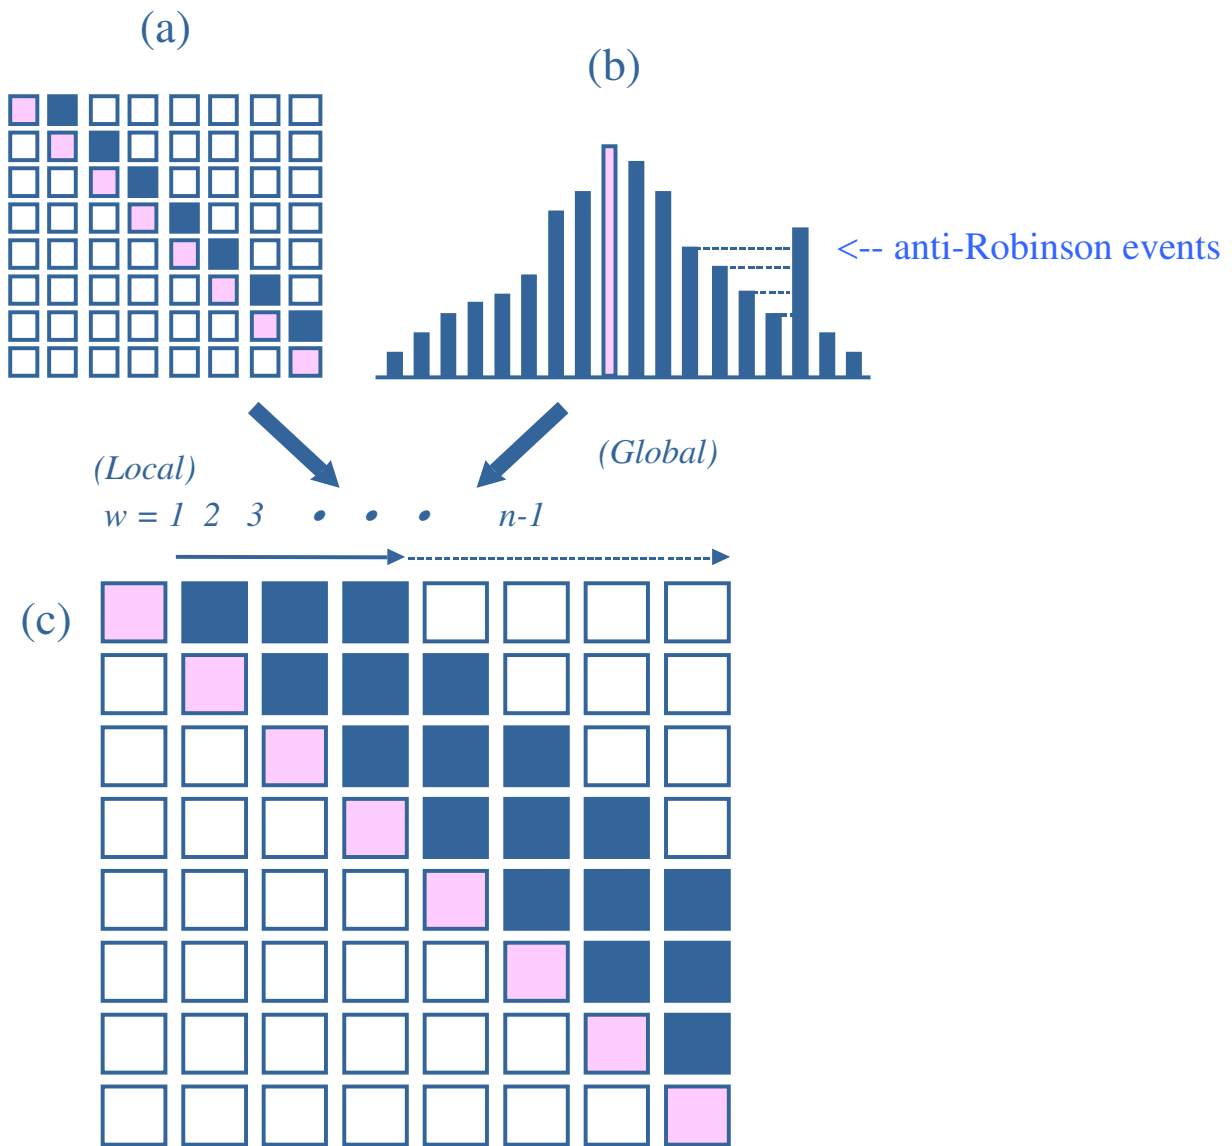 (a)
(b)
<-- anti-Robinson events
(Local)
(Global)
w = 1 2 3 • • • n-1
(c)